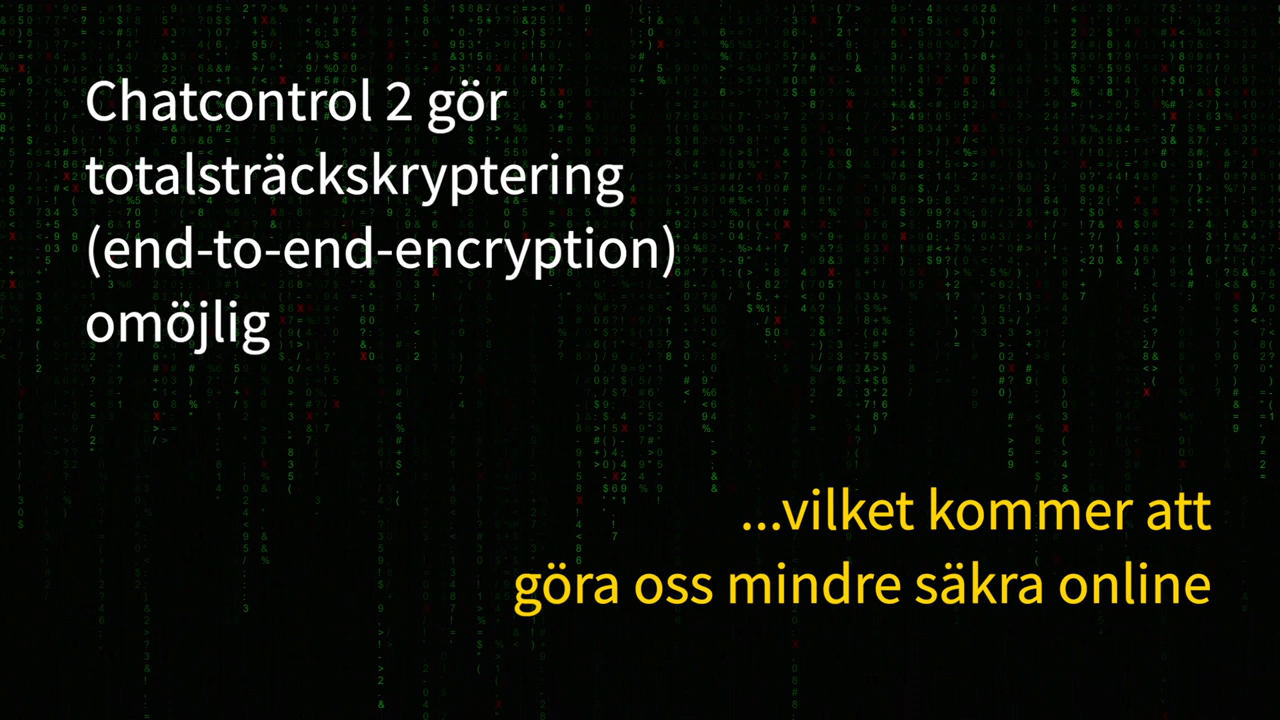 Chatcontrol 2 gör
totalsträckskryptering
(end-to-end-encryption)
omöjlig
...vilket kommer att
göra oss mindre säkra online